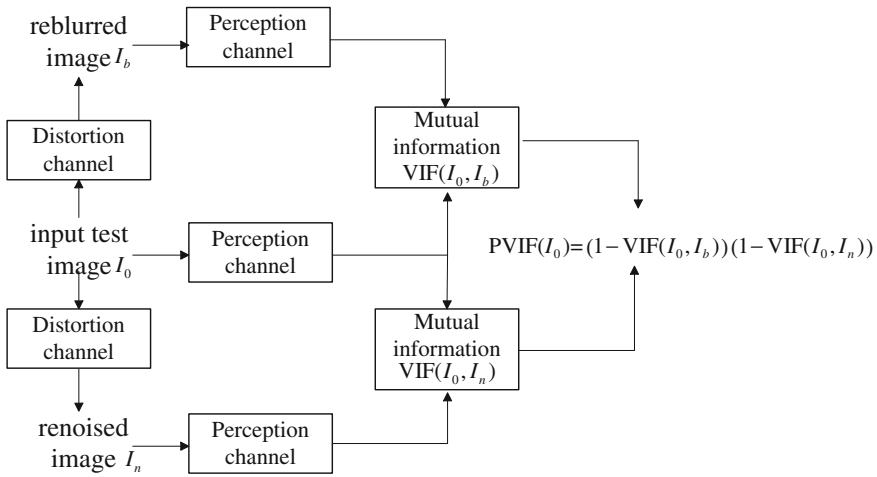 reblurred
image I_b
Perception
channel
Distortion
channel
Mutual
information
VIF(I_0, I_b)
input test
image I_0
Perception
channel
PVIF(I_0)=(1−VIF(I_0, I_b))(1−VIF(I_0, I_n))
Distortion
channel
Mutual
information
VIF(I_0, I_n)
renoised
image I_n
Perception
channel